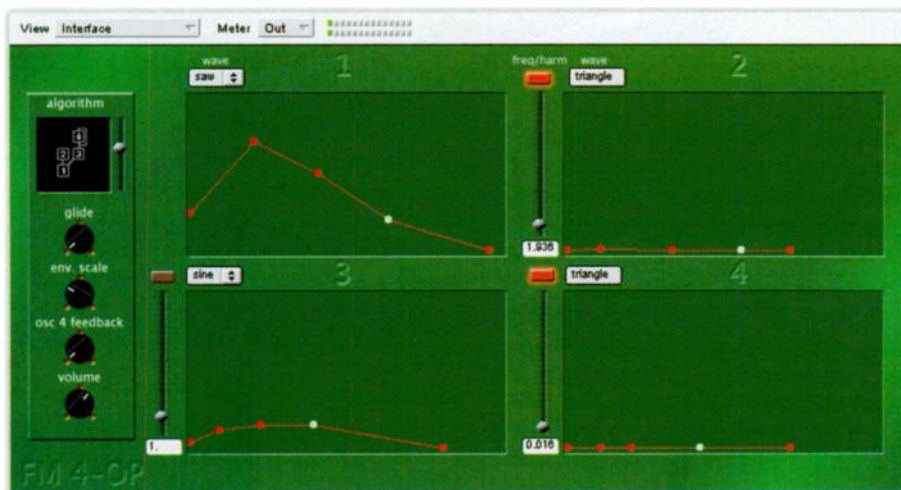 View Interface Meter Out
wave 1 freq/harm wave 2
saw triangle
algorithm
4
2 3
1
glide
1.936
env. scale
sine 3 triangle 4
osc 4 feedback
volume
1. 0.016
FM 4-OP